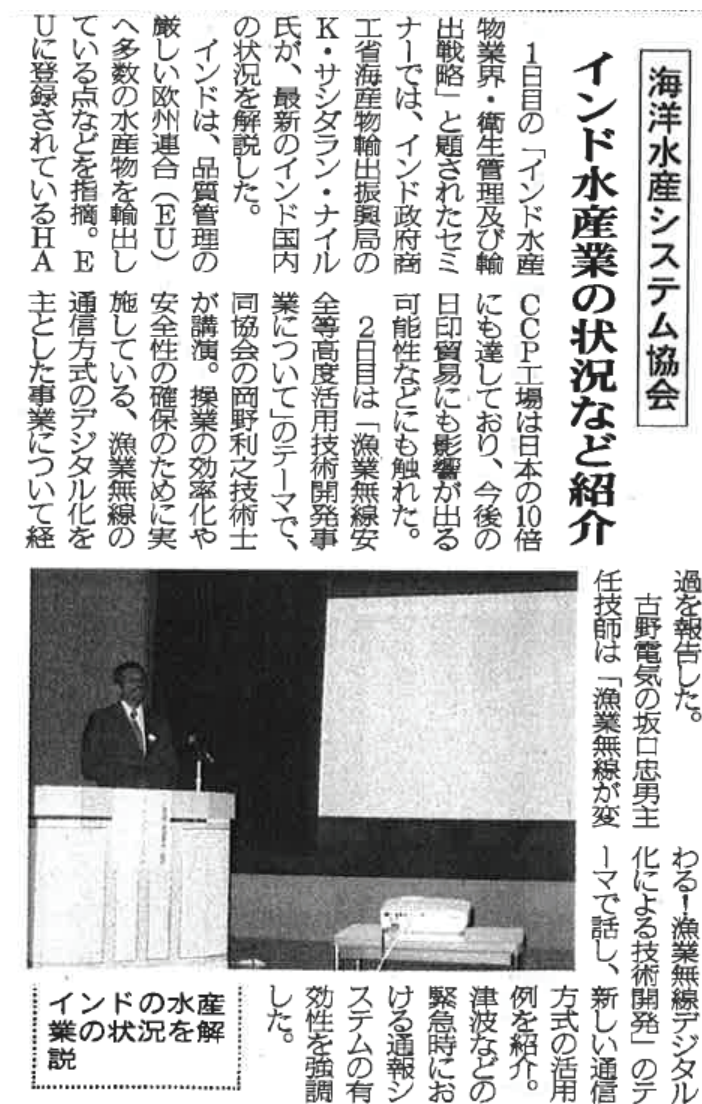 海洋水産システム協会
インド水産業の状況など紹介
1日目の「インド水産
物業界・衛生管理及び輸
出戦略」と題されたセミ
ナーでは、インド政府商
工省海産物輸出振興局の
K・サシダラン・ナイル
氏が、最新のインド国内
の状況を解説した。
インドは、品質管理の
厳しい欧州連合(EU)
へ多数の水産物を輸出し
ている点などを指摘。E
Uに登録されているHA
CCP工場は日本の10倍
にも達しており、今後の
日印貿易にも影響が出る
可能性などにも触れた。
2日目は「漁業無線安
全等高度活用技術開発事
業について」のテーマで、
同協会の岡野利之技術士
が講演。操業の効率化や
安全性の確保のために実
施している、漁業無線の
通信方式のデジタル化を
主とした事業について経
過を報告した。
古野電気の坂口忠男主
任技師は「漁業無線が変
わる!漁業無線デジタル
化による技術開発」のテ
ーマで話し、新しい通信
方式の活用
例を紹介。
津波などの
緊急時にお
ける通報シ
ステムの有
効性を強調
した。
インドの水産
業の状況を解
説